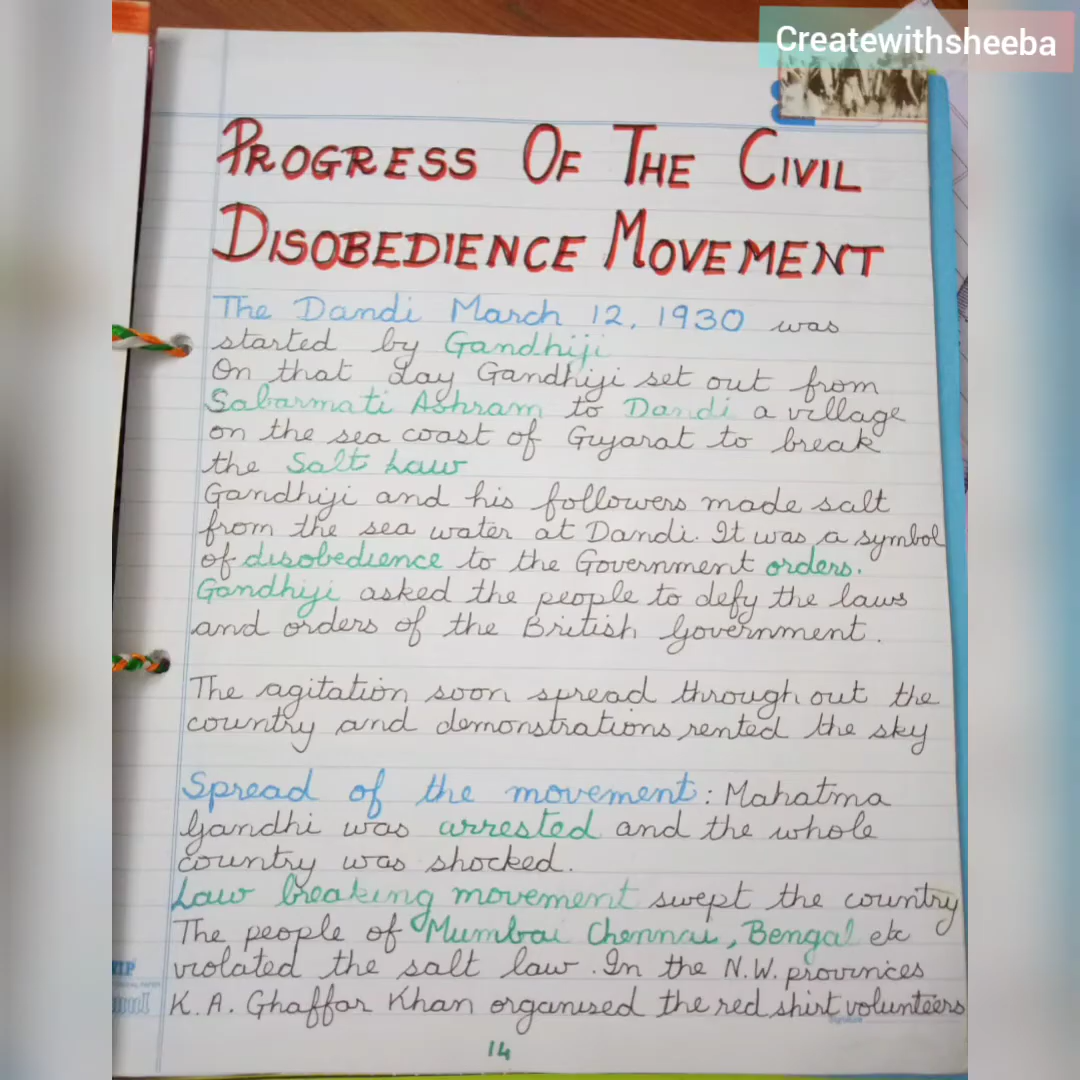 Createwithsheeba
PROGRESS OF THE CIVIL
DISOBEDIENCE MOVEMENT
The Dandi March 12, 1930 was
started by Gandhiji
On that day Gandhiji set out from
Sabarmati Ashram to Dandi a village
on the sea coast of Gujarat to break
the Salt Law
Gandhiji and his followers made salt
from the sea water at Dandi. It was a symbol
of disobedience to the Government orders.
Gandhiji asked the people to defy the laws
and orders of the British Government.
The agitation soon spread through out the
country and demonstrations rented the sky
Spread of the movement: Mahatma
Gandhi was arrested and the whole
country was shocked.
Law breaking movement swept the country
The people of Mumbai Chennai, Bengal etc
violated the salt law. In the N.W. provinces
K. A. Ghaffar Khan organised the red shirt volunteers
14